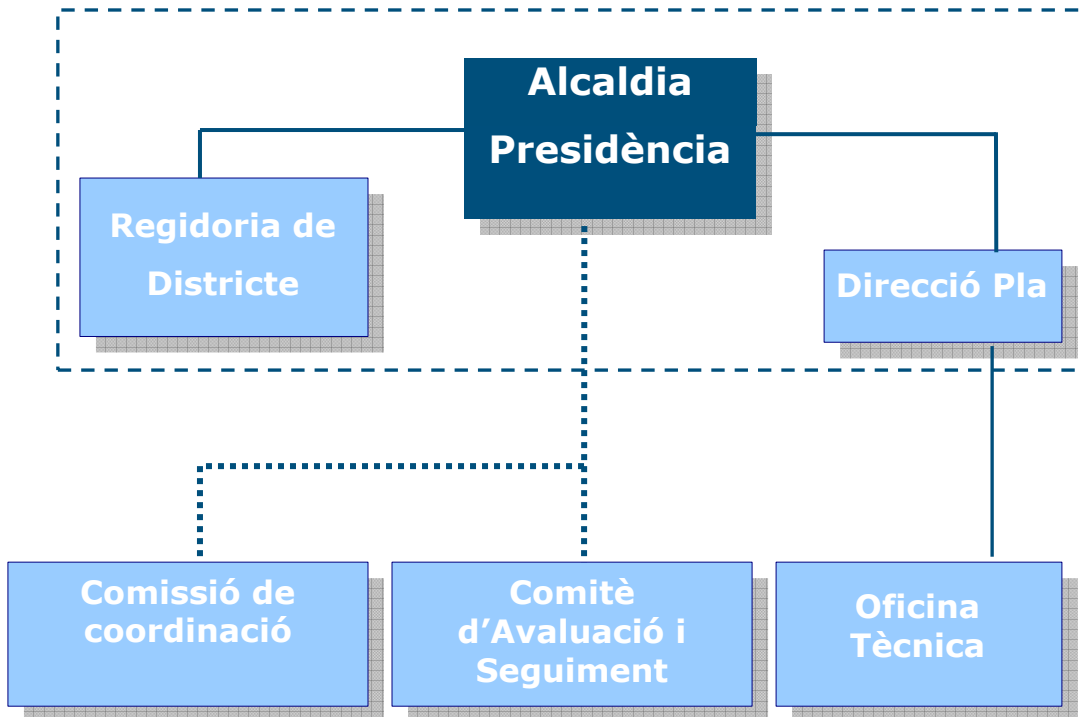 Alcaldia
Presidència
Regidoria de
Districte
Direcció Pla
Comissió de
coordinació
Comitè
d’Avaluació i
Seguiment
Oficina
Tècnica